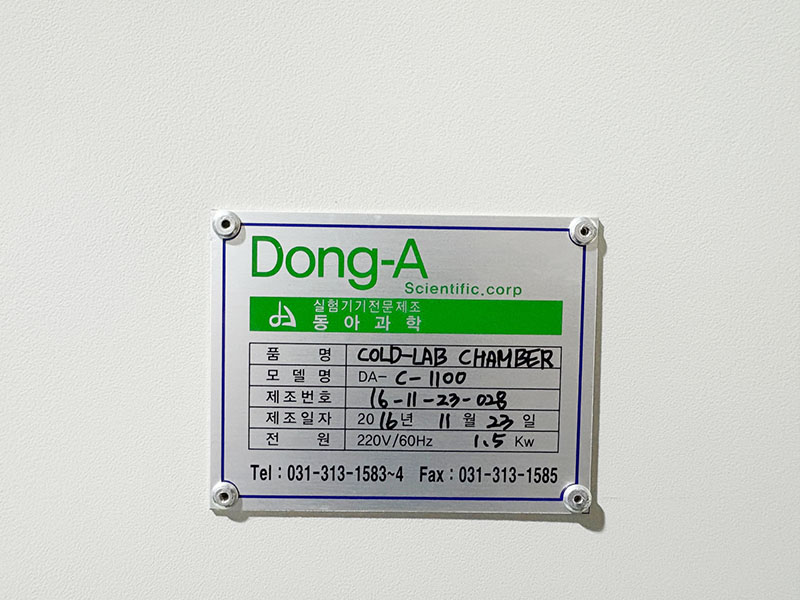 Dong-A
Scientific.corp
실험기기전문제조
동아과학
품 명 COLD-LAB CHAMBER
모 델 명 DA- C-1100
제조번호 16-11-23-028
제조일자 2016년 11월 23일
전 원 220V/60Hz 1.5 Kw
Tel : 031-313-1583~4 Fax : 031-313-1585